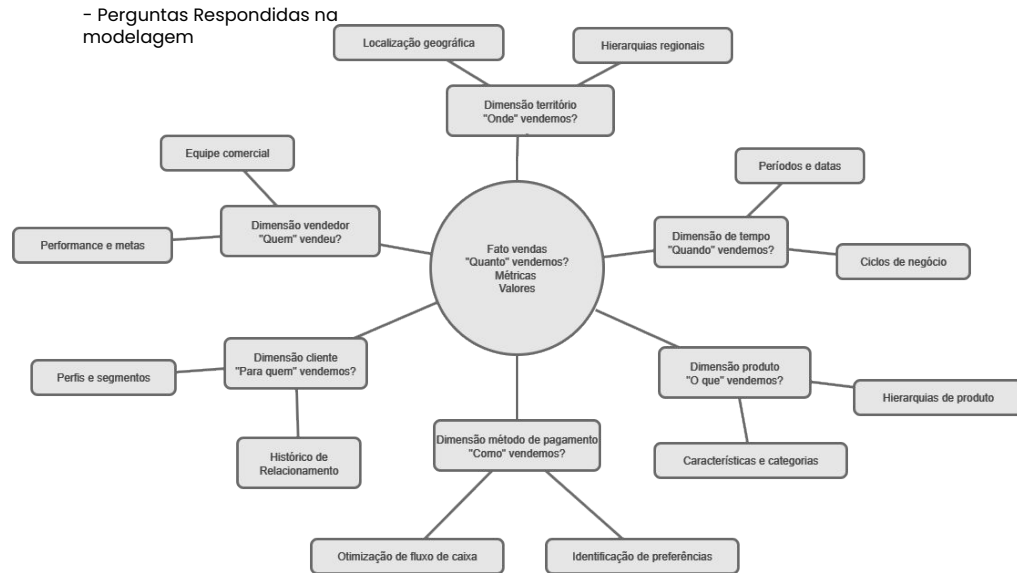 - Perguntas Respondidas na
modelagem
Localização geográfica
Hierarquias regionais
Dimensão território
"Onde" vendemos?
Equipe comercial
Períodos e datas
Dimensão vendedor
"Quem" vendeu?
Performance e metas
Dimensão de tempo
"Quando" vendemos?
Ciclos de negócio
Fato vendas
"Quanto" vendemos?
Métricas
Valores
Dimensão cliente
"Para quem" vendemos?
Perfis e segmentos
Dimensão produto
"O que" vendemos?
Hierarquias de produto
Histórico de
Relacionamento
Dimensão método de pagamento
"Como" vendemos?
Características e categorias
Otimização de fluxo de caixa
Identificação de preferências